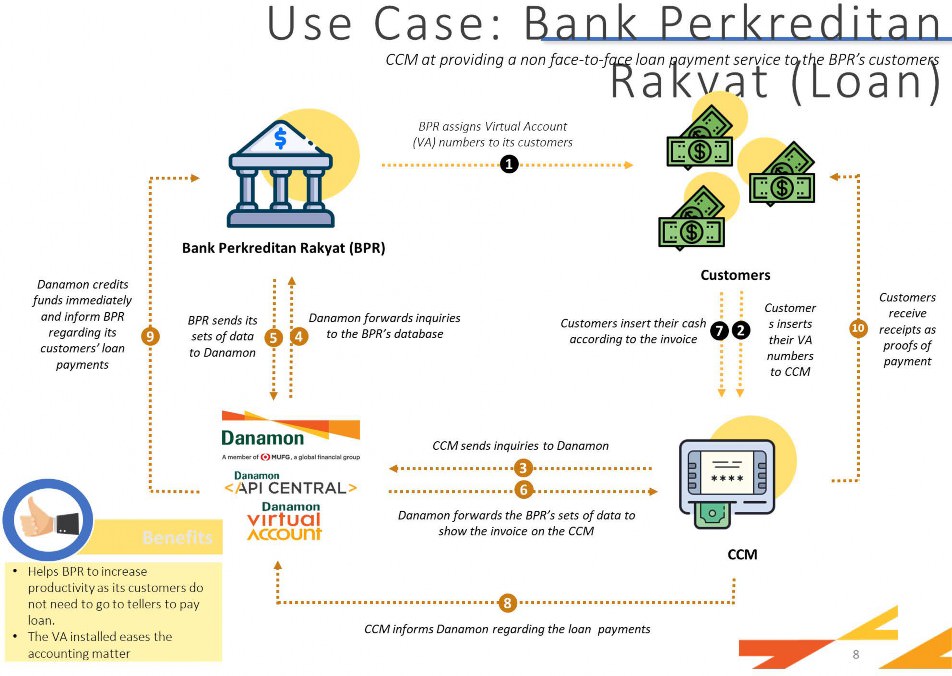 Use Case: Bank Perkreditan
CCM at providing a non face-to-face loan payment service to the BPR's customers
Rakyat (Loan)
BPR assigns Virtual Account
(VA) numbers to its customers
1
$
$
$
$
Bank Perkreditan Rakyat (BPR)
Customers
Danamon credits
funds immediately
and inform BPR
regarding its
customers' loan
payments
9
BPR sends its
sets of data
to Danamon
5
4
Danamon forwards inquiries
to the BPR's database
Customers insert their cash
according to the invoice
7
2
Customer
s inserts
their VA
numbers
to CCM
10
Customers
receive
receipts as
proofs of
payment
Danamon
A member of MUFG, a global financial group
Danamon
<API CENTRAL>
Danamon
virtual
account
CCM sends inquiries to Danamon
3
6
Danamon forwards the BPR's sets of data to
show the invoice on the CCM
****
CCM
8
CCM informs Danamon regarding the loan payments
Benefits
• Helps BPR to increase
productivity as its customers do
not need to go to tellers to pay
loan.
• The VA installed eases the
accounting matter
8